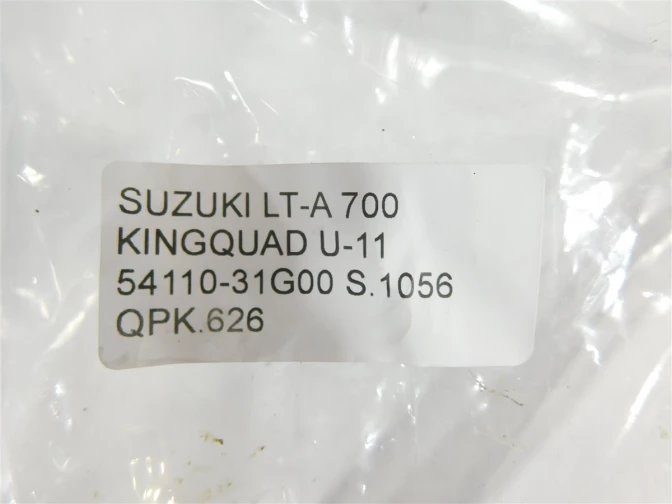 SUZUKI LT-A 700
KINGQUAD U-11
54110-31G00 S.1056
QPK.626